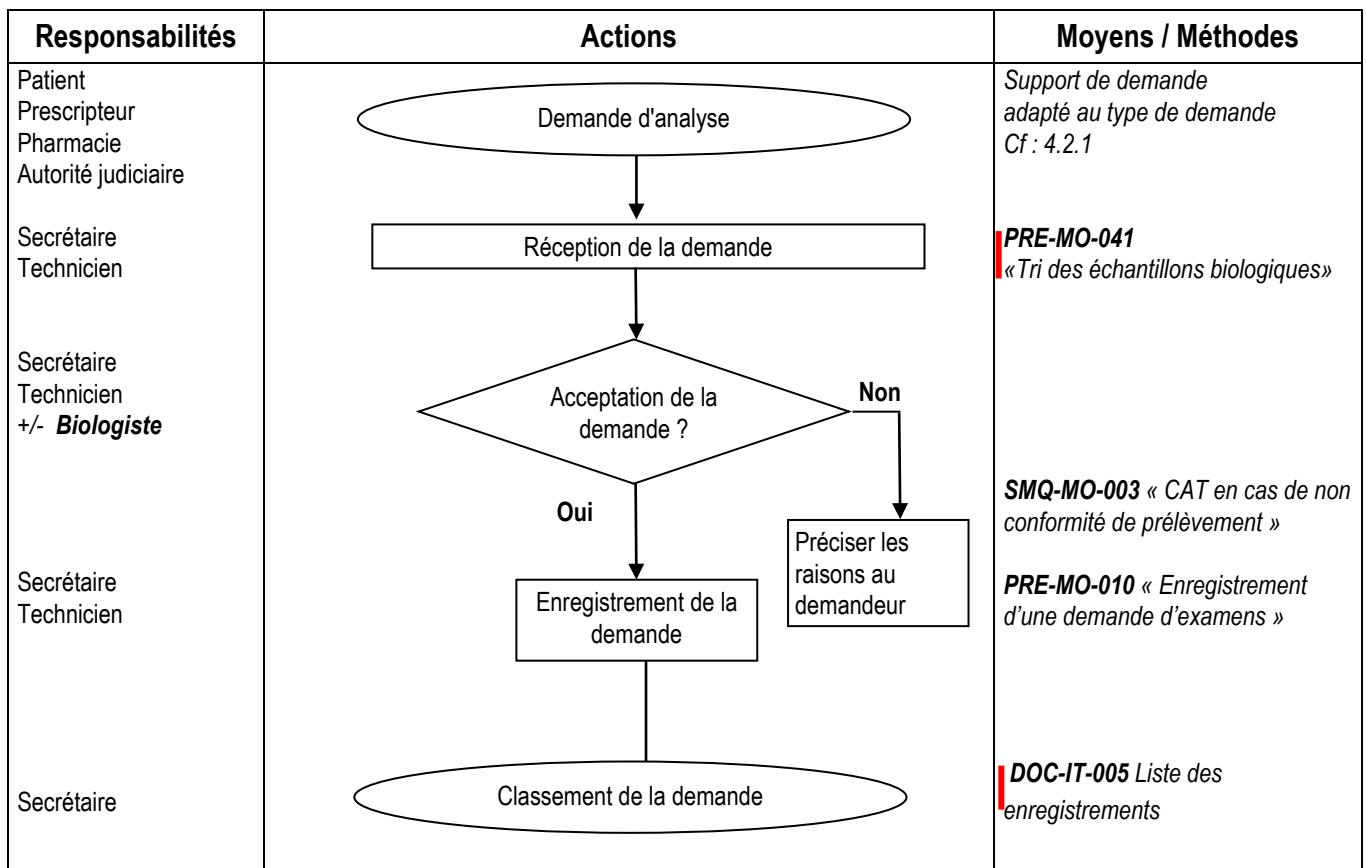 Responsabilités
Actions
Moyens / Méthodes
Patient
Prescripteur
Pharmacie
Autorité judiciaire
Demande d'analyse
Support de demande
adapté au type de demande
Cf : 4.2.1
Secrétaire
Technicien
Réception de la demande
PRE-MO-041
«Tri des échantillons biologiques»
Secrétaire
Technicien
+/- Biologiste
Acceptation de la
demande ?
Non
Oui
SMQ-MO-003 « CAT en cas de non
conformité de prélèvement »
Préciser les
raisons au
demandeur
Secrétaire
Technicien
Enregistrement de la
demande
PRE-MO-010 « Enregistrement
d’une demande d’examens »
Secrétaire
Classement de la demande
DOC-IT-005 Liste des
enregistrements